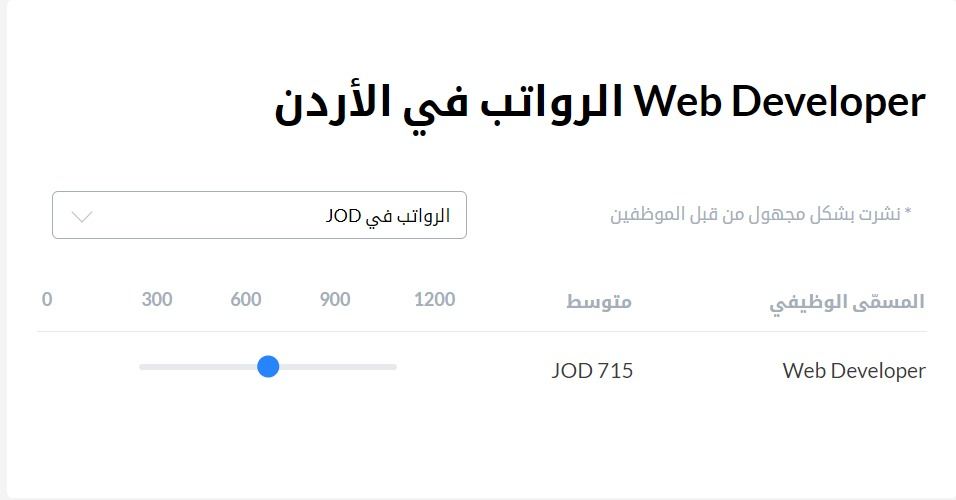 Web Developer الرواتب في الأردن
* نشرت بشكل مجهول من قبل الموظفين
الرواتب في JOD
المسمّى الوظيفي متوسط 1200 900 600 300 0
Web Developer JOD 715